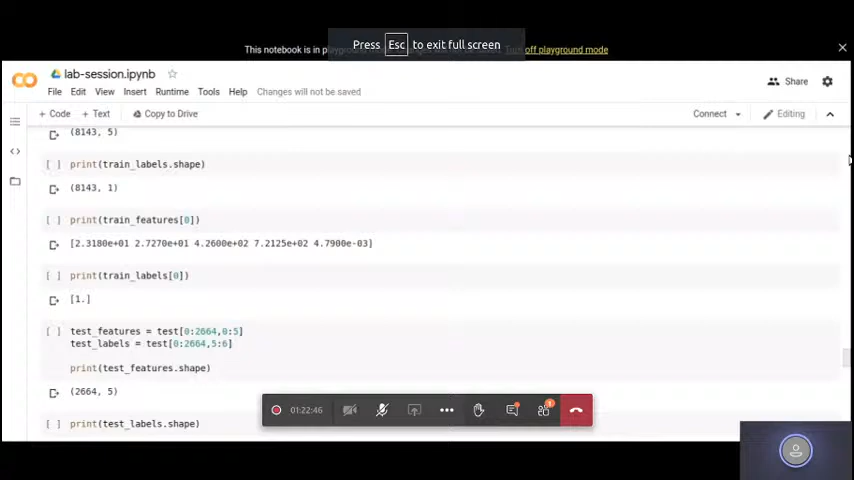 This notebook is in
Press Esc to exit full screen
Turn off playground mode
lab-session.ipynb
Share
File Edit View Insert Runtime Tools Help Changes will not be saved
+ Code + Text Copy to Drive Connect Editing
(8143, 5)
[ ] print(train_labels.shape)
(8143, 1)
[ ] print(train_features[0])
[2.3180e+01 2.7270e+01 4.2600e+02 7.2125e+02 4.7900e-03]
[ ] print(train_labels[0])
[1.]
[ ] test_features = test[0:2664,0:5]
test_labels = test[0:2664,5:6]
print(test_features.shape)
(2664, 5)
01:22:46
[ ] print(test_labels.shape)